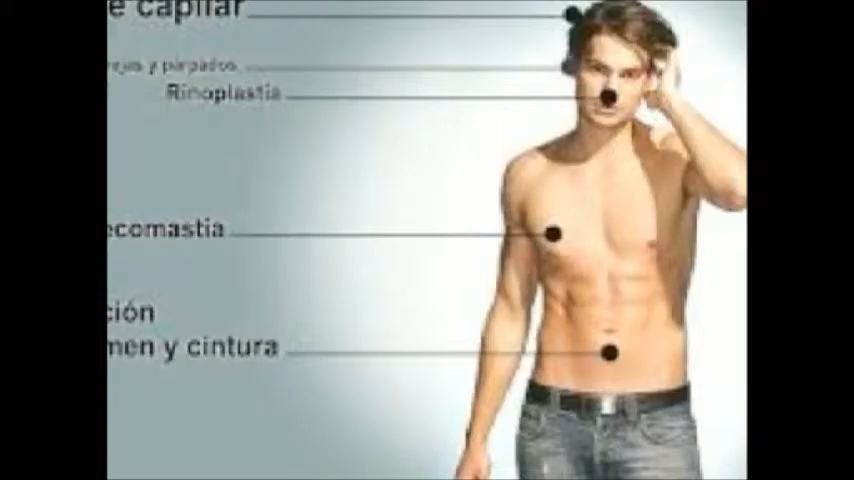 e capilar
rejas y párpados
Rinoplastia
ecomastia
ción
men y cintura